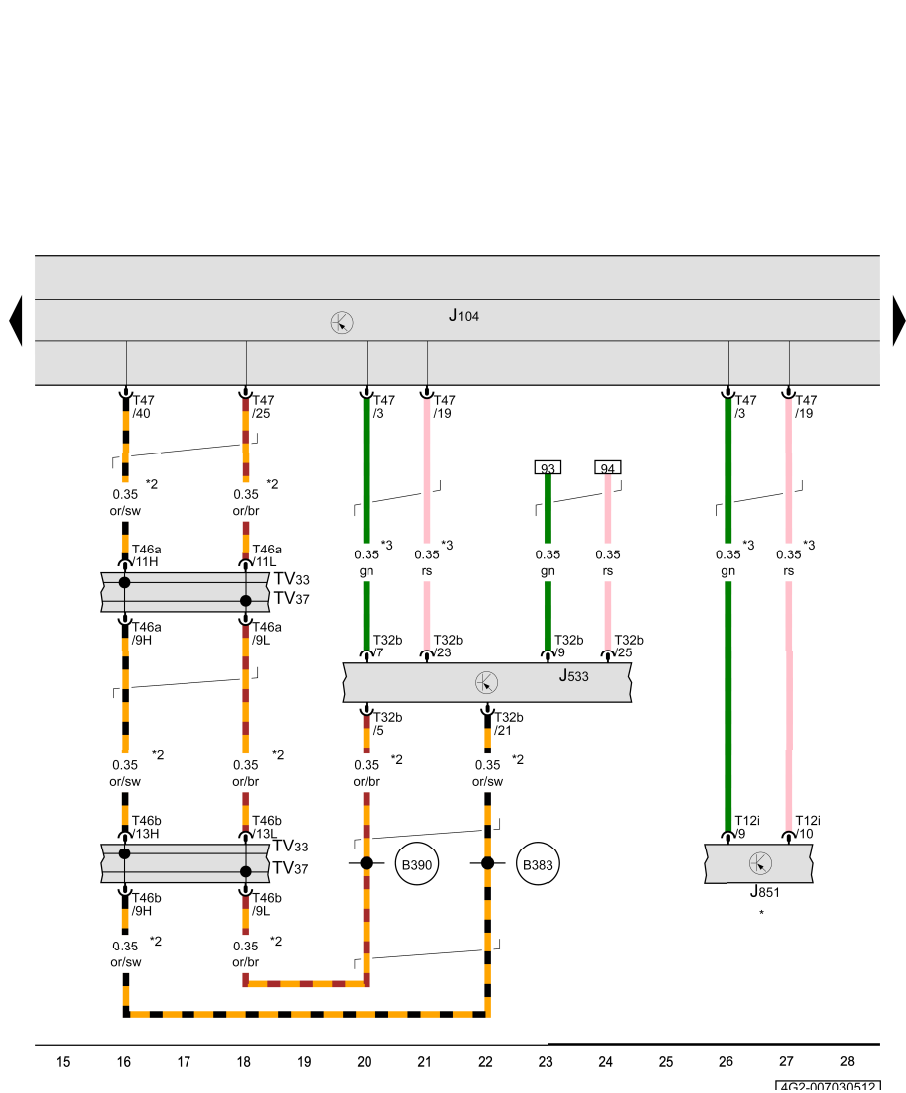 J104
T47 T47 T47 T47 T47 T47
/40 /25 /3 /19 /3 /19
93 94
*2 *2
0.35 0.35
or/sw or/br
*3 *3 *3 *3
0.35 0.35 0.35 0.35 0.35 0.35
gn rs gn rs gn rs
T46a T46a
/11H /11L
TV33
TV37
T46a T46a
/9H /9L
T32b T32b T32b T32b
/7 /23 /9 /25
J533
T32b T32b
/5 /21
*2 *2 *2 *2
0.35 0.35 0.35 0.35
or/sw or/br or/br or/sw
T46b T46b T12i T12i
/13H /13L /9 /10
TV33
TV37
B390 B383
J851
*
T46b T46b
/9H /9L
*2 *2
0.35 0.35
or/sw or/br
15 16 17 18 19 20 21 22 23 24 25 26 27 28
4G2-007030512